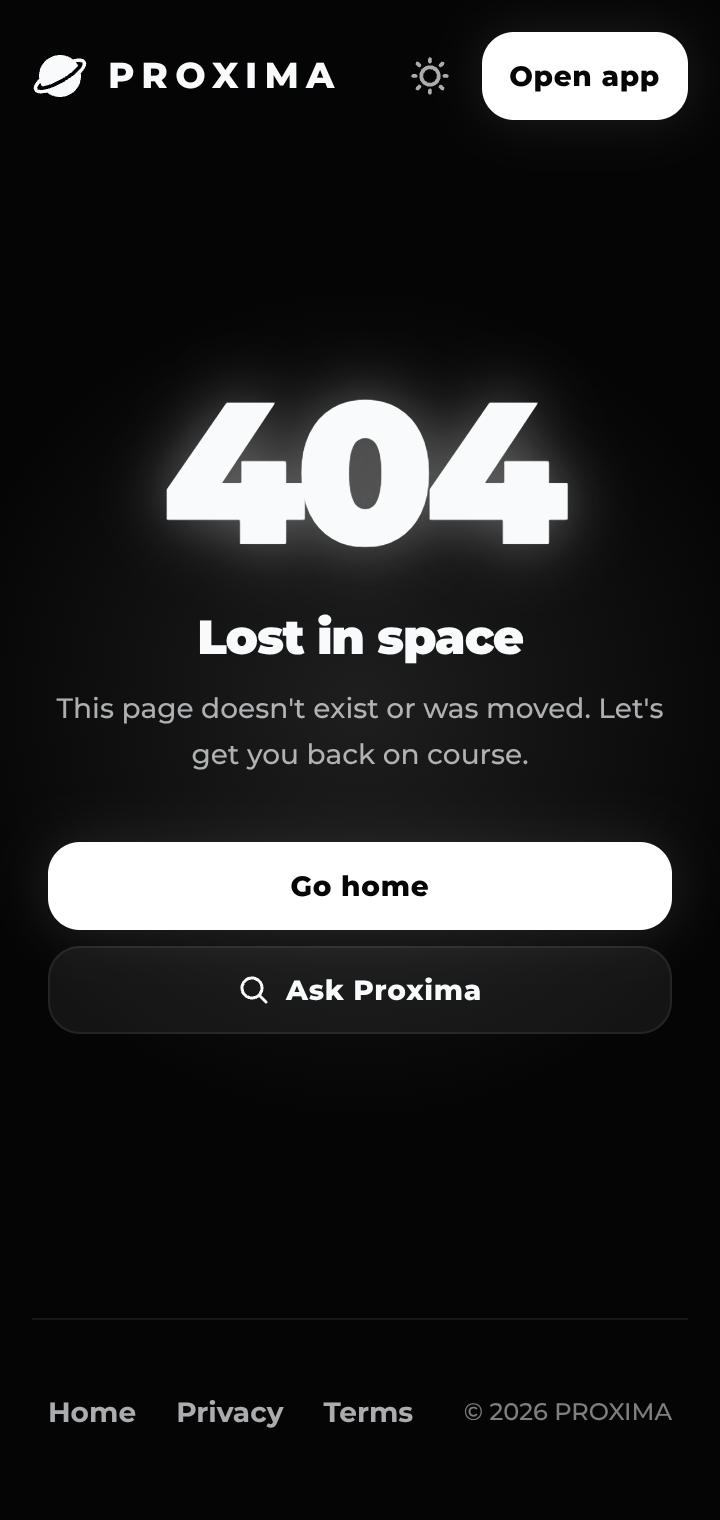 PROXIMA
Open app
404
Lost in space
This page doesn't exist or was moved. Let's
get you back on course.
Go home
Ask Proxima
Home Privacy Terms © 2026 PROXIMA